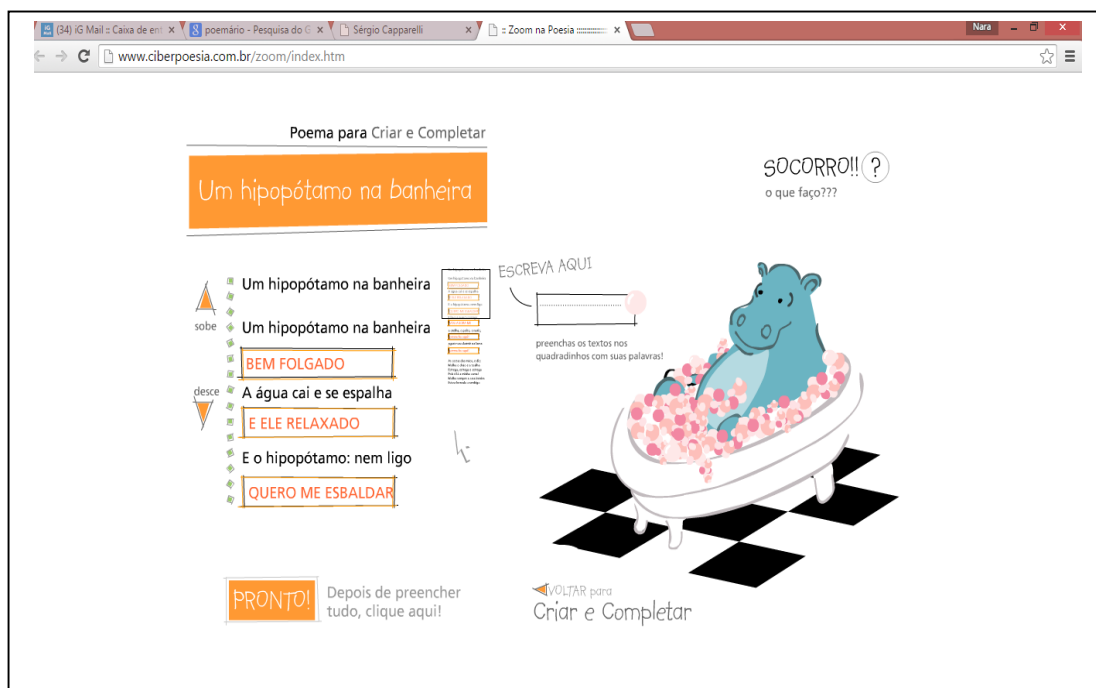 (34) iG Mail :: Caixa de ent
poemário - Pesquisa do G
Sérgio Capparelli
:: Zoom na Poesia ::::::::::::::
Nara
www.ciberpoesia.com.br/zoom/index.htm
Poema para Criar e Completar
Um hipopótamo na banheira
SOCORRO!! ?
o que faço???
sobe
desce
Um hipopótamo na banheira
Um hipopótamo na banheira
BEM FOLGADO
A água cai e se espalha
E ELE RELAXADO
E o hipopótamo: nem ligo
QUERO ME ESBALDAR
ESCREVA AQUI
preenchas os textos nos
quadradinhos com suas palavras!
PRONTO!
Depois de preencher
tudo, clique aqui!
VOLTAR para
Criar e Completar